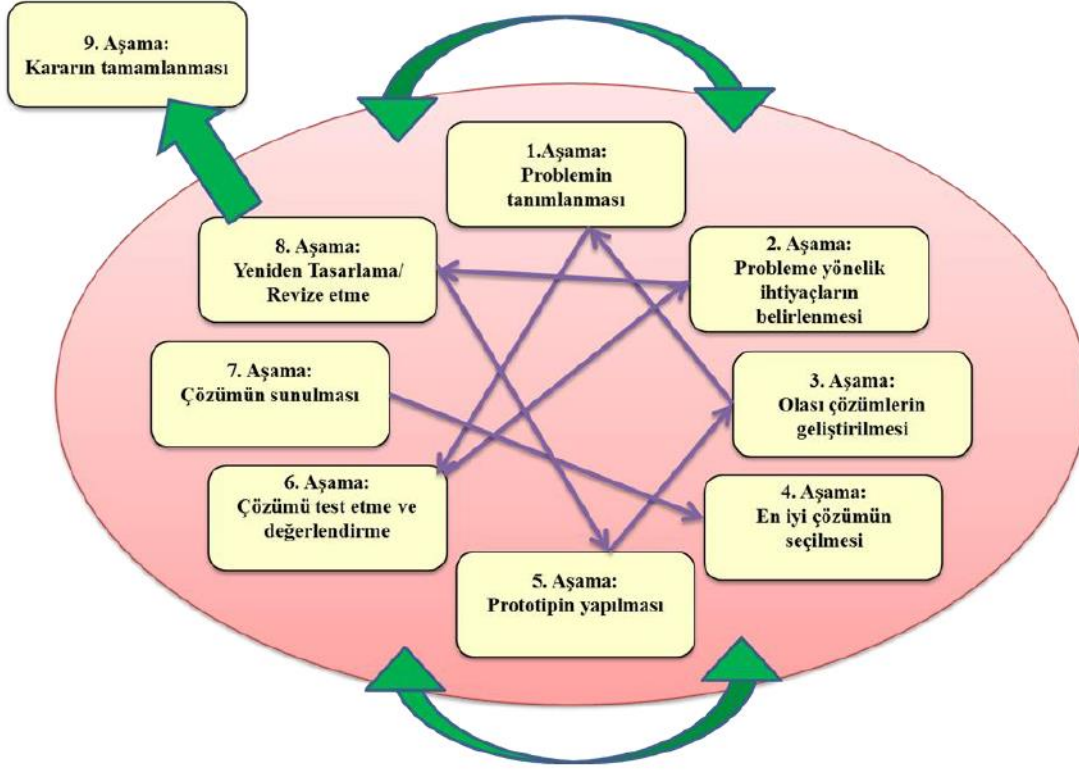 9. Aşama:
Kararın tamamlanması
1.Aşama:
Problemin
tanımlanması
2. Aşama:
Probleme yönelik
ihtiyaçların
belirlenmesi
3. Aşama:
Olası çözümlerin
geliştirilmesi
4. Aşama:
En iyi çözümün
seçilmesi
5. Aşama:
Prototipin yapılması
6. Aşama:
Çözümü test etme ve
değerlendirme
7. Aşama:
Çözümün sunulması
8. Aşama:
Yeniden Tasarlama/
Revize etme